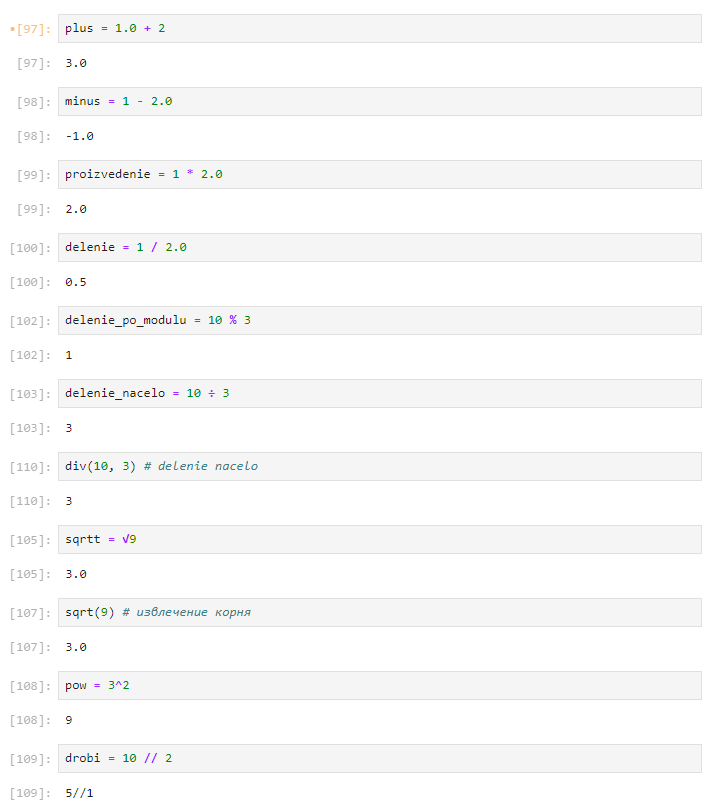 •[97]: plus = 1.0 + 2
[97]: 3.0
[98]: minus = 1 - 2.0
[98]: -1.0
[99]: proizvedenie = 1 * 2.0
[99]: 2.0
[100]: delenie = 1 / 2.0
[100]: 0.5
[102]: delenie_po_modulu = 10 % 3
[102]: 1
[103]: delenie_nacelo = 10 ÷ 3
[103]: 3
[110]: div(10, 3) # delenie nacelo
[110]: 3
[105]: sqrtt = √9
[105]: 3.0
[107]: sqrt(9) # извлечение корня
[107]: 3.0
[108]: pow = 3^2
[108]: 9
[109]: drobi = 10 // 2
[109]: 5//1